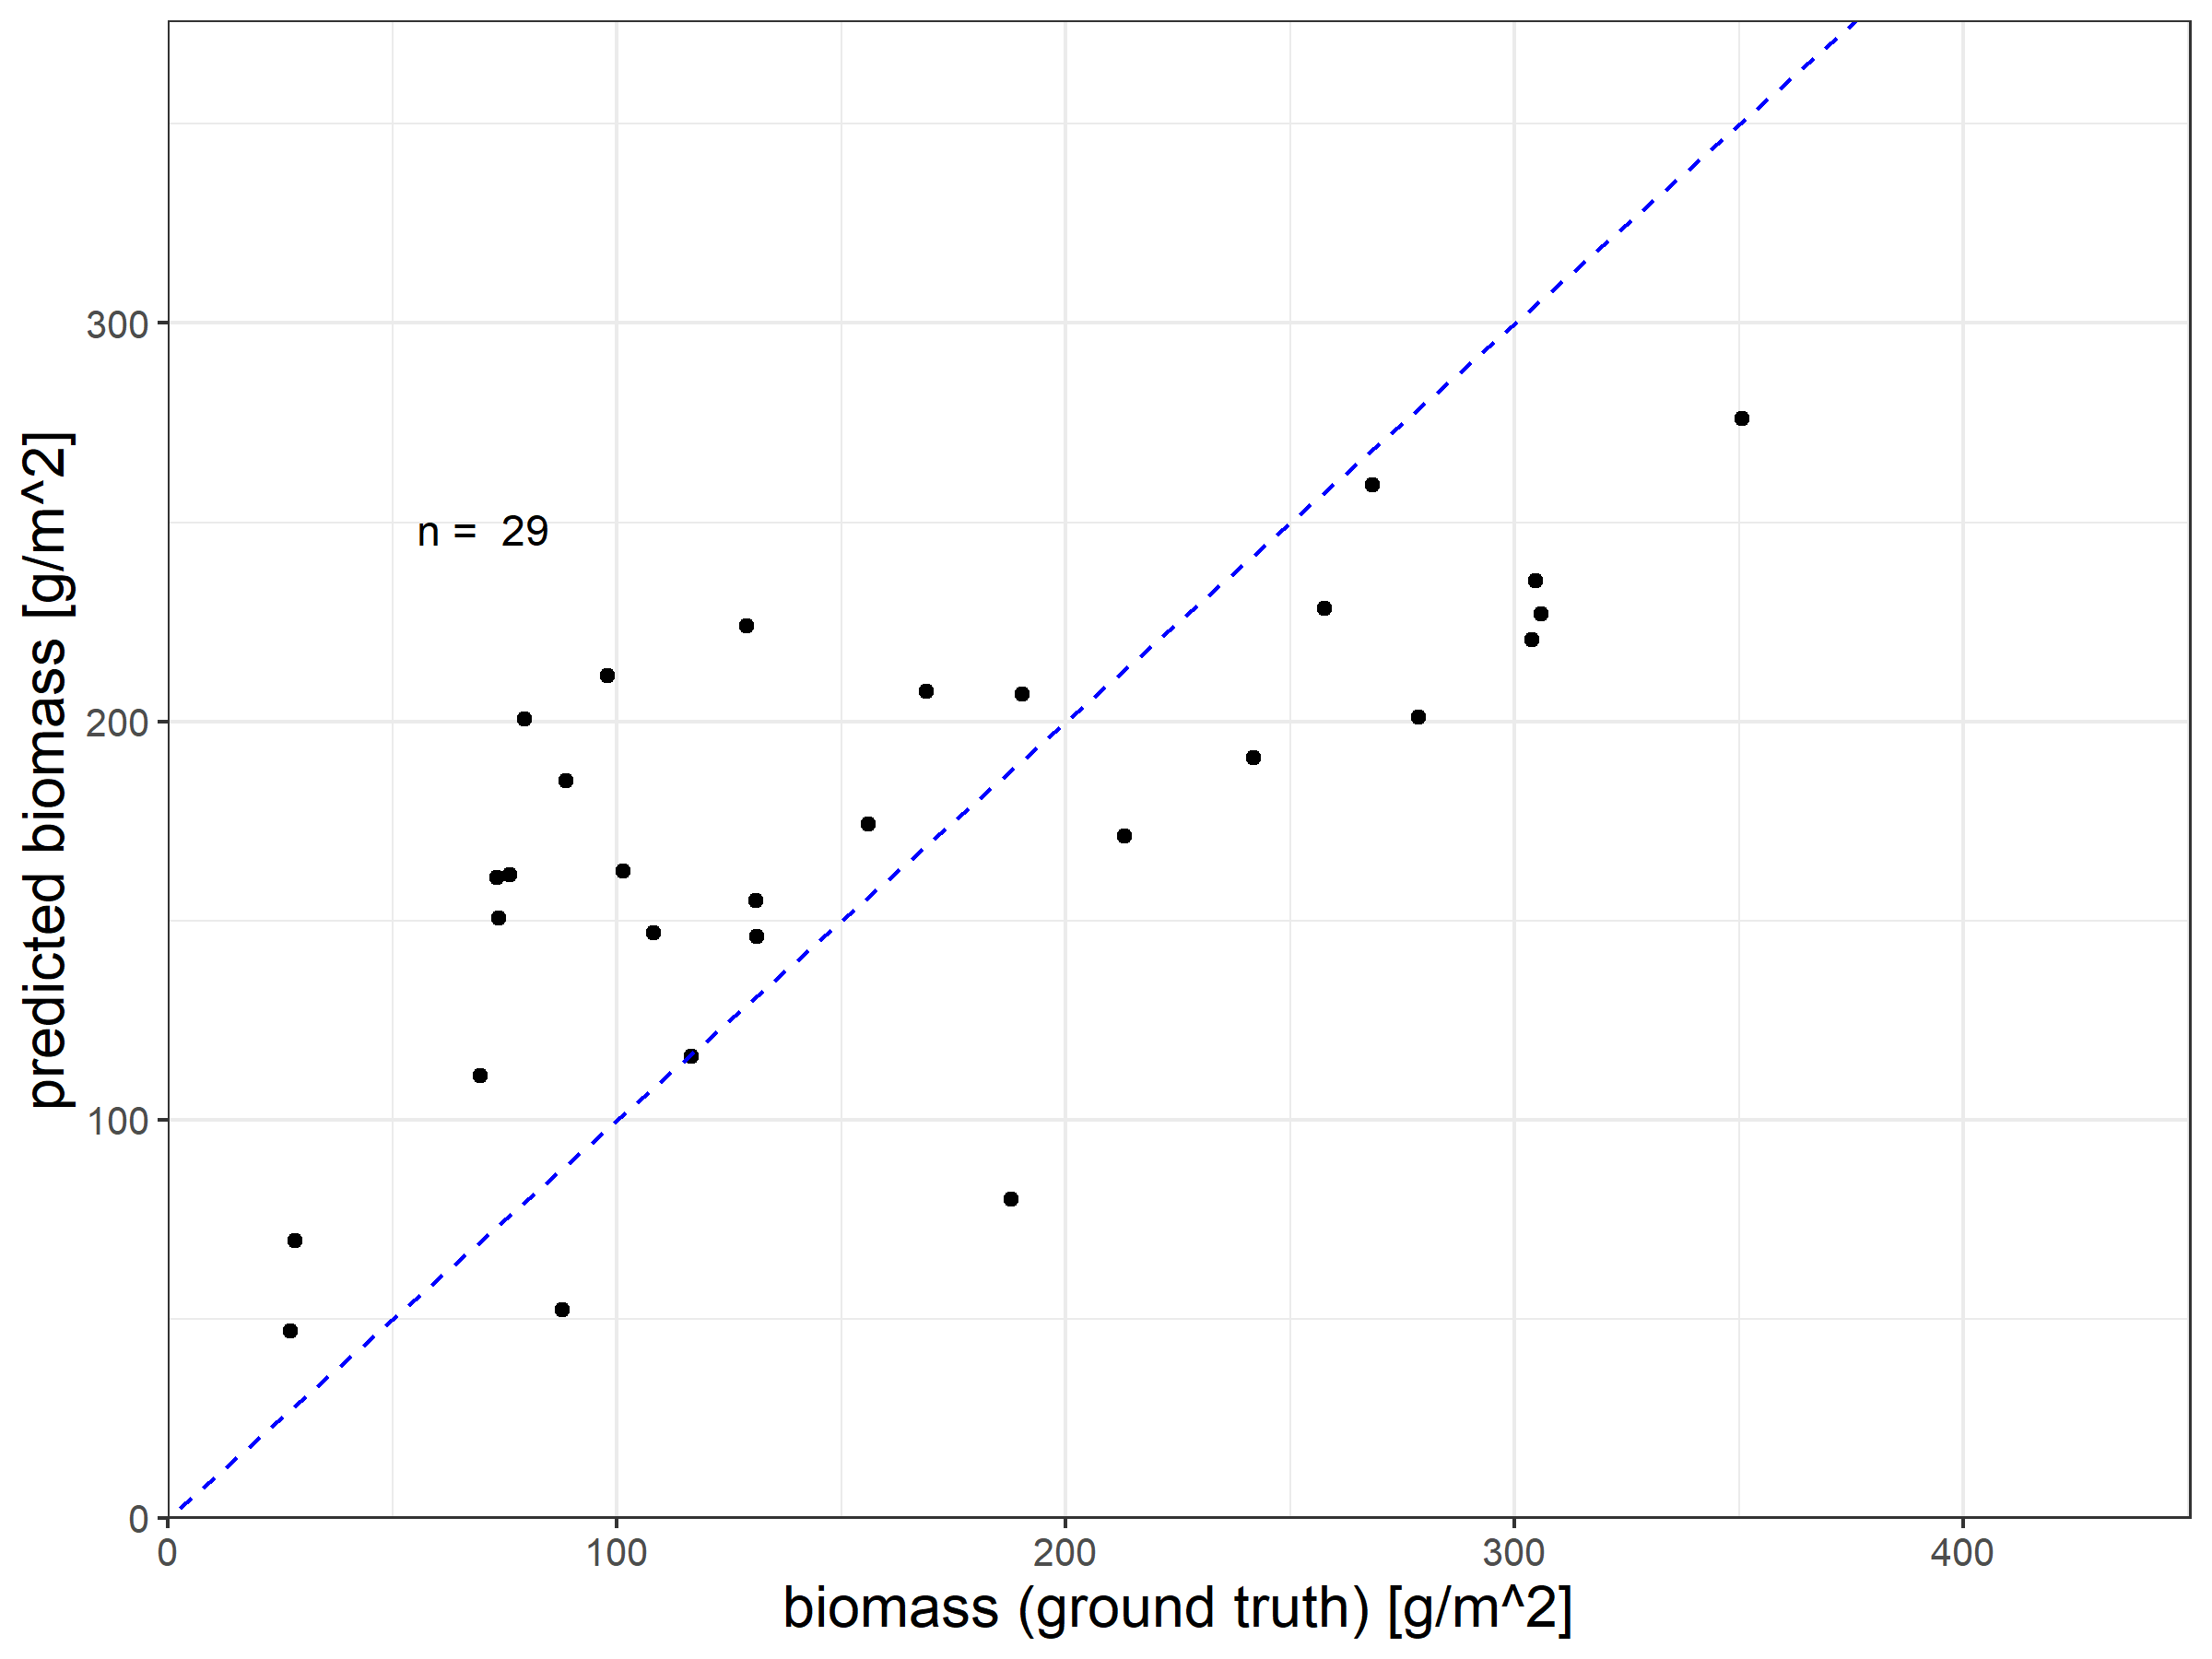 predicted biomass [g/m^2]
300
200
100
0
n = 29
0 100 200 300 400
biomass (ground truth) [g/m^2]